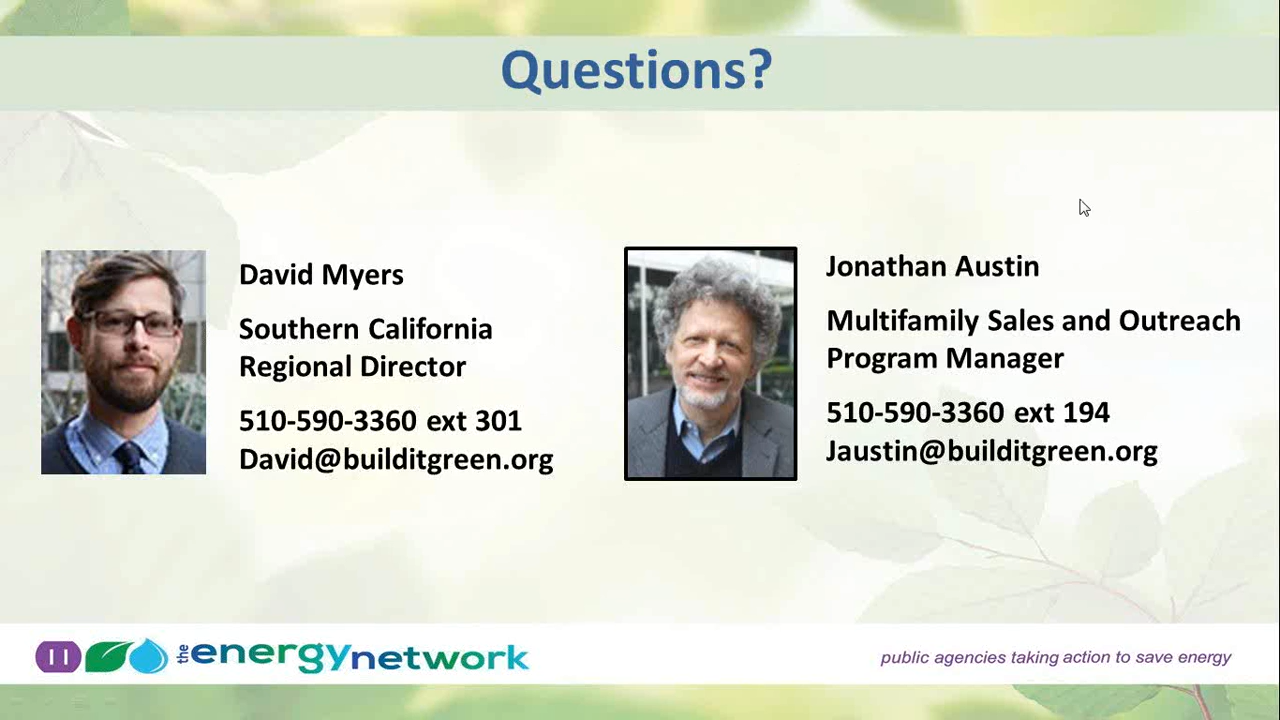 Questions?
David Myers
Southern California
Regional Director
510-590-3360 ext 301
David@builditgreen.org
Jonathan Austin
Multifamily Sales and Outreach
Program Manager
510-590-3360 ext 194
Jaustin@builditgreen.org
the energynetwork
public agencies taking action to save energy